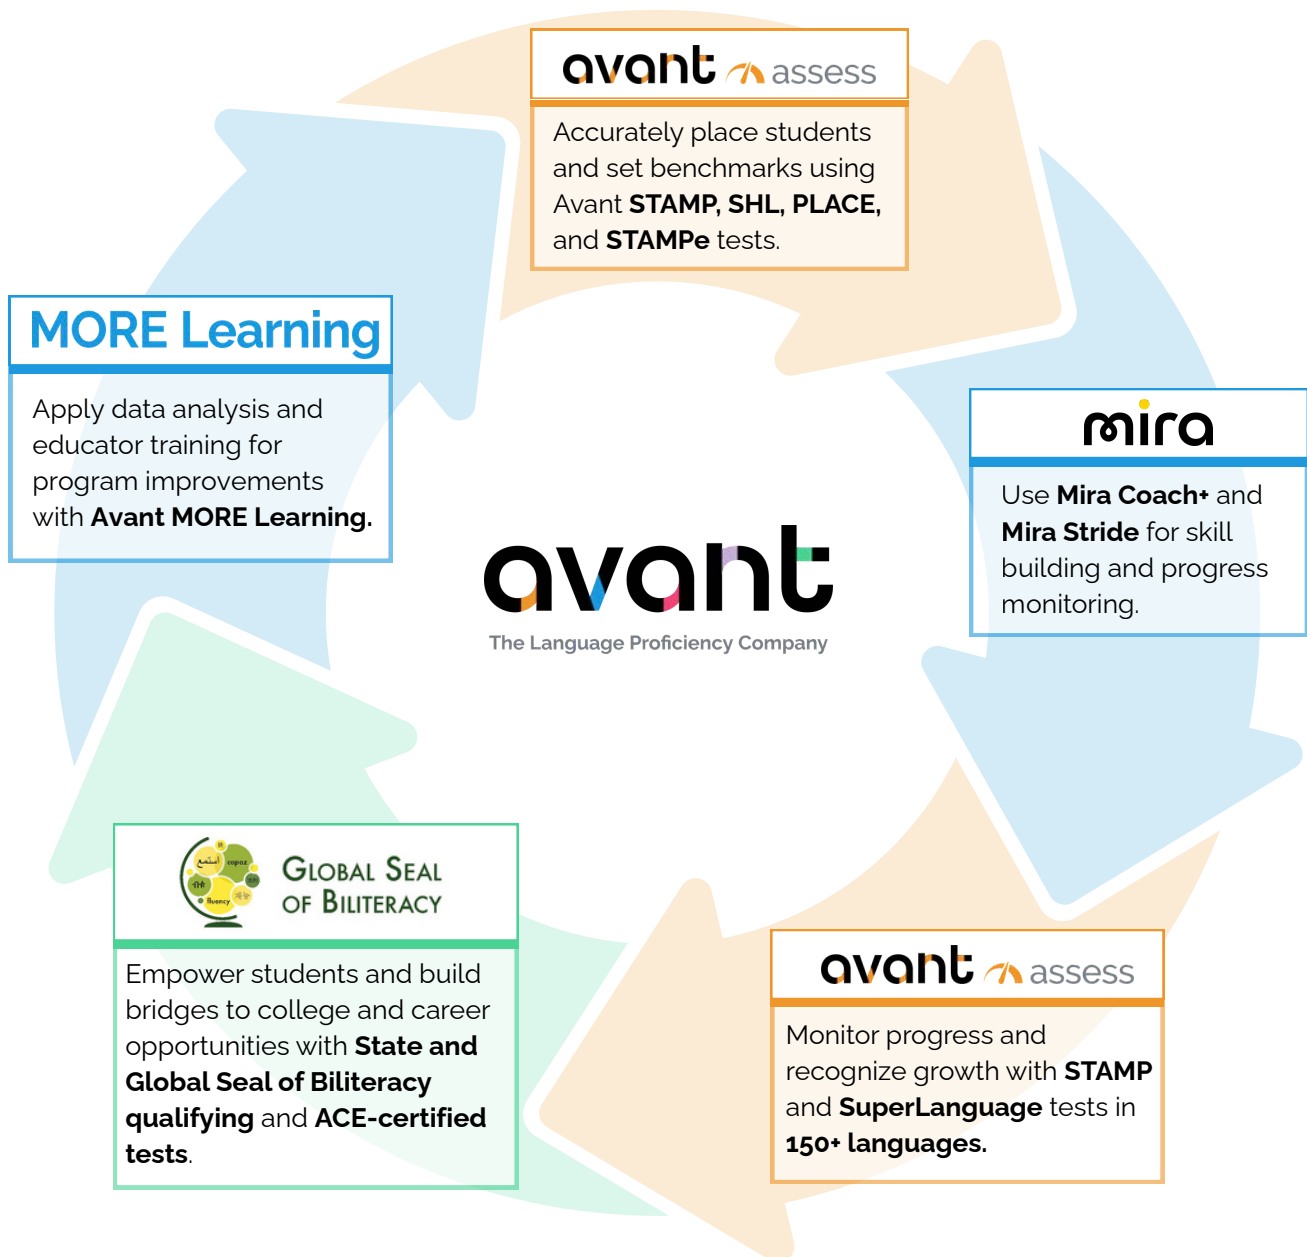 avant assess
Accurately place students
and set benchmarks using
Avant STAMP, SHL, PLACE,
and STAMPe tests.
mira
Use Mira Coach+ and
Mira Stride for skill
building and progress
monitoring.
avant assess
Monitor progress and
recognize growth with STAMP
and SuperLanguage tests in
150+ languages.
GLOBAL SEAL
OF BILITERACY
capaz
fluency
Empower students and build
bridges to college and career
opportunities with State and
Global Seal of Biliteracy
qualifying and ACE-certified
tests.
MORE Learning
Apply data analysis and
educator training for
program improvements
with Avant MORE Learning.
avant
The Language Proficiency Company